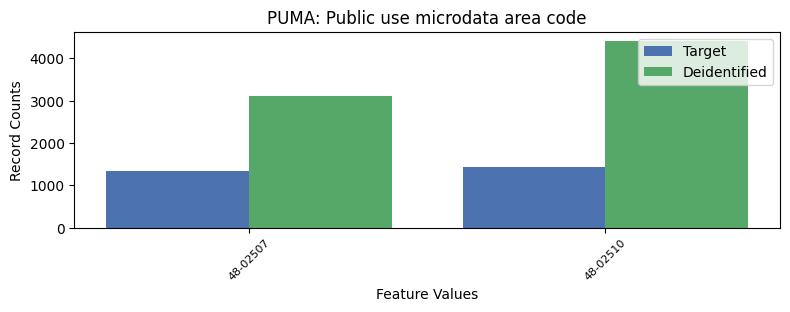 PUMA: Public use microdata area code
Target
Deidentified
Record Counts
4000
3000
2000
1000
0
48-02507
48-02510
Feature Values